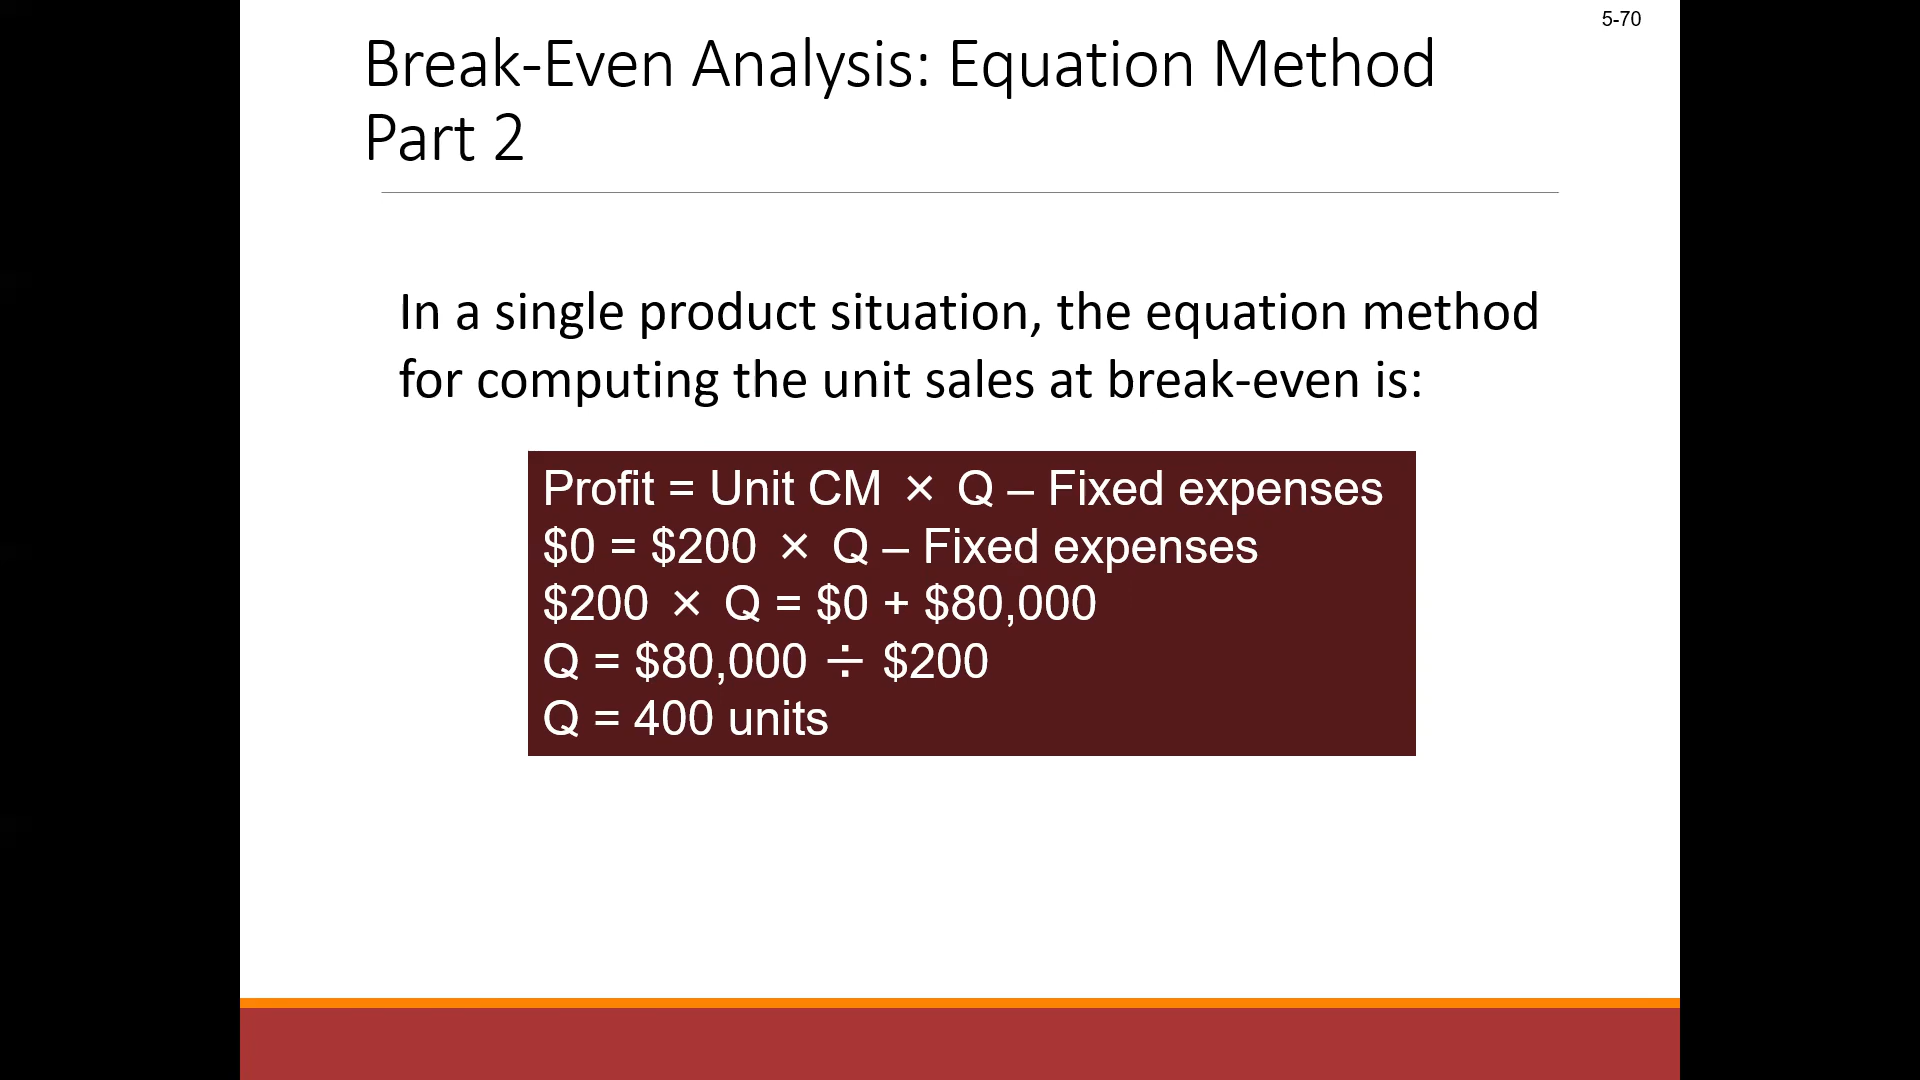 5-70
Break-Even Analysis: Equation Method
Part 2
In a single product situation, the equation method
for computing the unit sales at break-even is:
Profit = Unit CM × Q – Fixed expenses
$0 = $200 × Q – Fixed expenses
$200 × Q = $0 + $80,000
Q = $80,000 ÷ $200
Q = 400 units